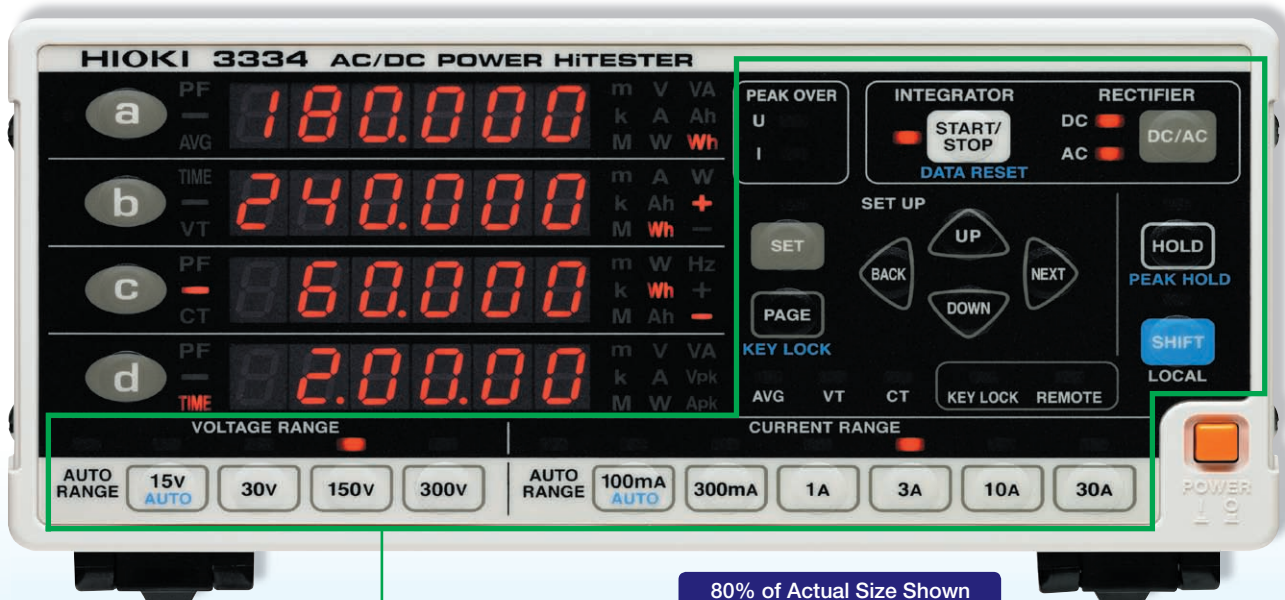 HIOKI 3334 AC/DC POWER HiTESTER
a
PF
AVG
180.000
m V VA
k A Ah
M W Wh
b
TIME
VT
240.000
m A W
k Ah +
M Wh −
c
PF
CT
60.000
m W Hz
k Wh +
M Ah −
d
PF
TIME
2.00.00
m V VA
k A Vpk
M W Apk
PEAK OVER
U
I
INTEGRATOR
START/
STOP
DATA RESET
RECTIFIER
DC
AC
DC/AC
SET UP
SET
UP
BACK
NEXT
DOWN
PAGE
KEY LOCK
HOLD
PEAK HOLD
SHIFT
LOCAL
AVG VT CT KEY LOCK REMOTE
VOLTAGE RANGE
CURRENT RANGE
AUTO
RANGE
15V
AUTO
30V
150V
300V
AUTO
RANGE
100mA
AUTO
300mA
1A
3A
10A
30A
POWER
80% of Actual Size Shown